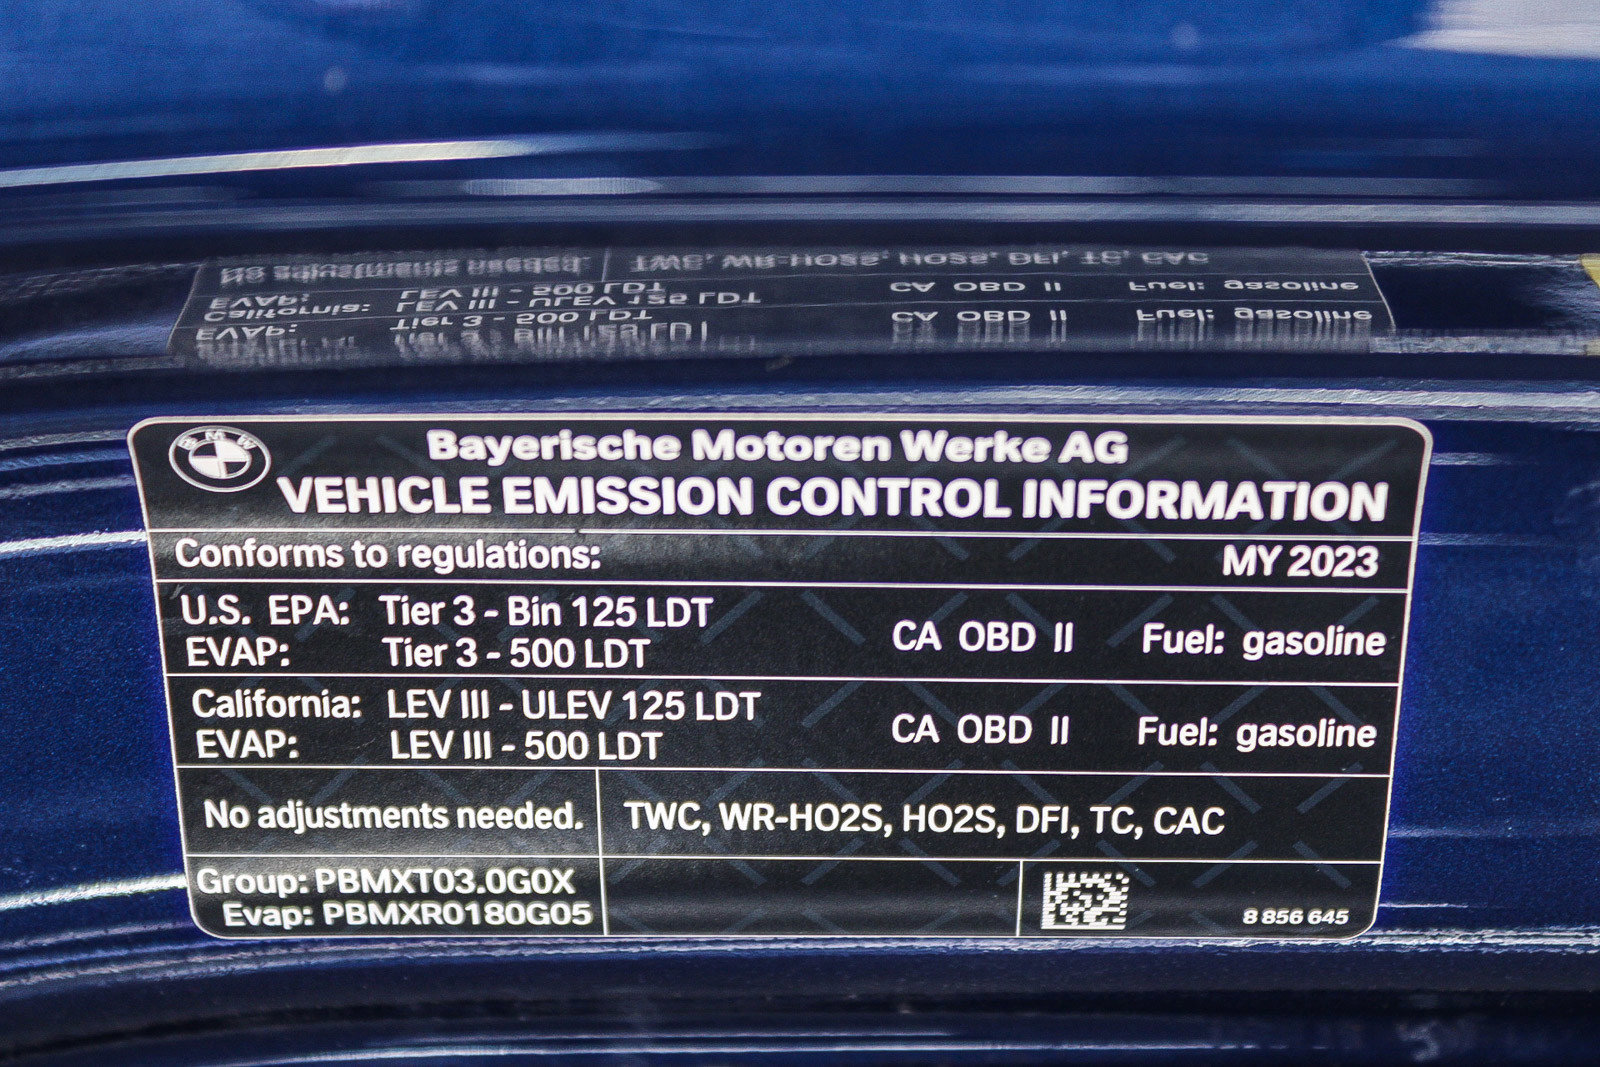 BMW
Bayerische Motoren Werke AG
VEHICLE EMISSION CONTROL INFORMATION
Conforms to regulations: MY 2023
U.S. EPA: Tier 3 - Bin 125 LDT
EVAP: Tier 3 - 500 LDT
CA OBD II Fuel: gasoline
California: LEV III - ULEV 125 LDT
EVAP: LEV III - 500 LDT
CA OBD II Fuel: gasoline
No adjustments needed.
TWC, WR-HO2S, HO2S, DFI, TC, CAC
Group: PBMXT03.0G0X
Evap: PBMXR0180G05
8 856 645